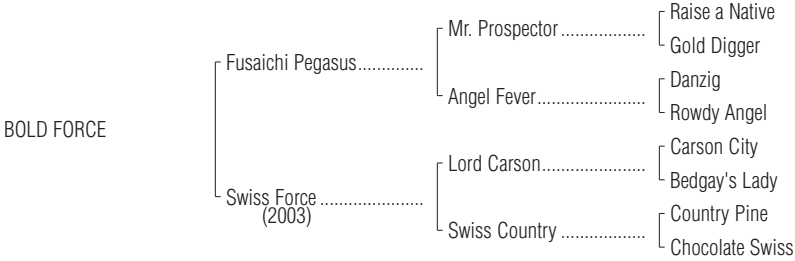 Raise a Native
Mr. Prospector ...................
Gold Digger
Fusaichi Pegasus..............
Danzig
Angel Fever........................
Rowdy Angel
BOLD FORCE
Carson City
Lord Carson.......................
Bedgay's Lady
Swiss Force ......................
(2003)
Country Pine
Swiss Country ..................
Chocolate Swiss